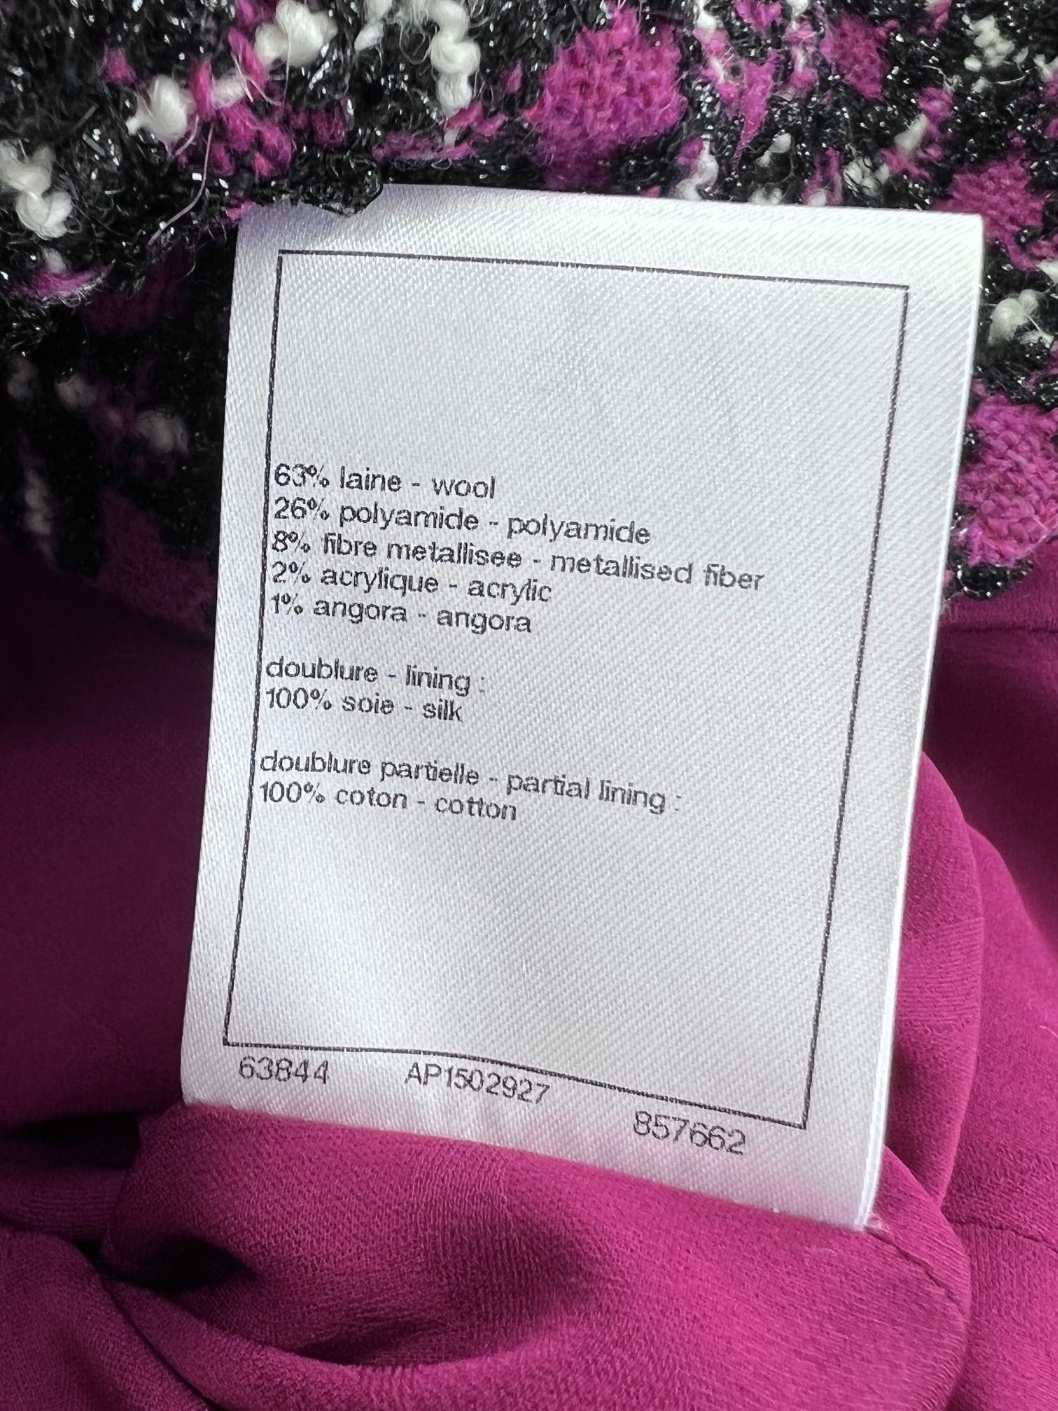 63% laine - wool
26% polyamide - polyamide
8% fibre metallisee - metallised fiber
2% acrylique - acrylic
1% angora - angora
doublure - lining :
100% soie - silk
doublure partielle - partial lining :
100% coton - cotton
63844 AP1502927 857662